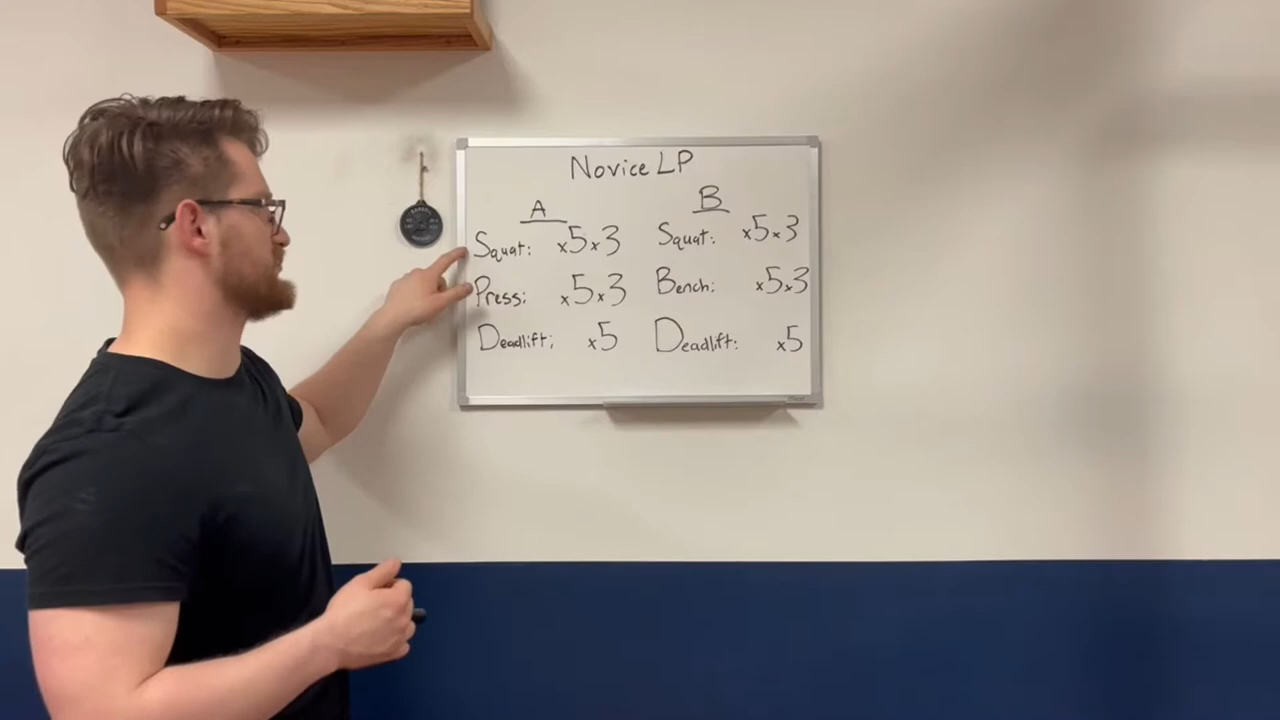 Novice LP
A
Squat: x5x3
Press: x5x3
Deadlift: x5
B
Squat: x5x3
Bench: x5x3
Deadlift: x5